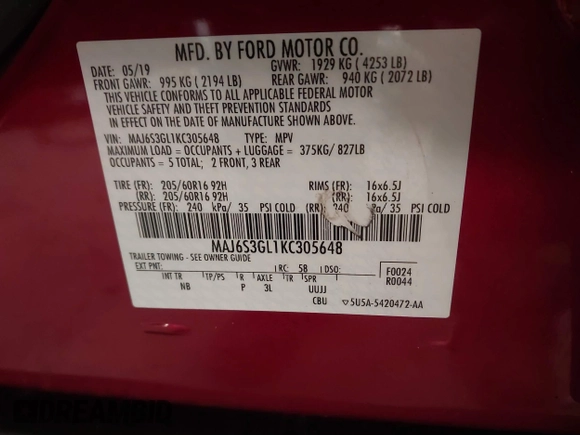 MFD. BY FORD MOTOR CO.
DATE: 05/19 GVWR: 1929 KG ( 4253 LB)
FRONT GAWR: 995 KG ( 2194 LB) REAR GAWR: 940 KG ( 2072 LB)
THIS VEHICLE CONFORMS TO ALL APPLICABLE FEDERAL MOTOR
VEHICLE SAFETY AND THEFT PREVENTION STANDARDS
IN EFFECT ON THE DATE OF MANUFACTURE SHOWN ABOVE.
VIN: MAJ6S3GL1KC305648 TYPE: MPV
MAXIMUM LOAD = OCCUPANTS + LUGGAGE = 375KG/ 827LB
OCCUPANTS = 5 TOTAL; 2 FRONT, 3 REAR
TIRE (FR): 205/60R16 92H RIMS (FR): 16x6.5J
(RR): 205/60R16 92H (RR): 16x6.5J
PRESSURE (FR): 240 kPa/ 35 PSI COLD (RR): 240 kPa/ 35 PSI COLD
MAJ6S3GL1KC305648
TRAILER TOWING - SEE OWNER GUIDE
EXT PNT: RC: 5B DSO: F0024
INT TR TP/PS R AXLE TR SPR R0044
NB P 3L UUJJ
CBU 5U5A-5420472-AA
DREAMBID